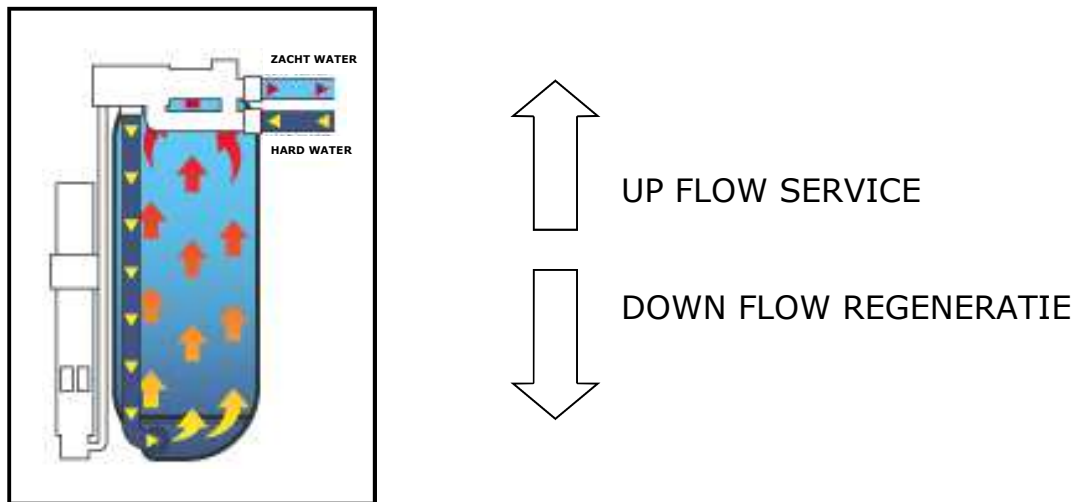 ZACHT WATER
HARD WATER
UP FLOW SERVICE
DOWN FLOW REGENERATIE